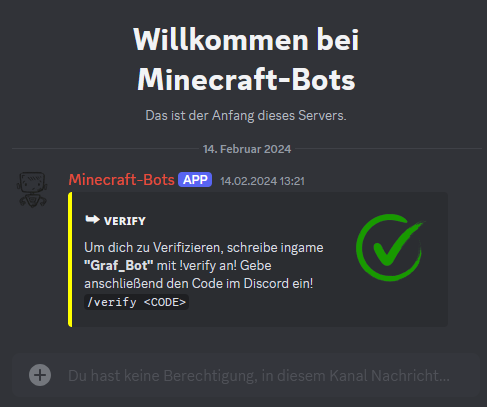 Willkommen bei
Minecraft-Bots
Das ist der Anfang dieses Servers.
14. Februar 2024
Minecraft-Bots APP 14.02.2024 13:21
➥ VERIFY
Um dich zu Verifizieren, schreibe ingame
"Graf_Bot" mit !verify an! Gebe
anschließend den Code im Discord ein!
/verify <CODE>
Du hast keine Berechtigung, in diesem Kanal Nachricht...